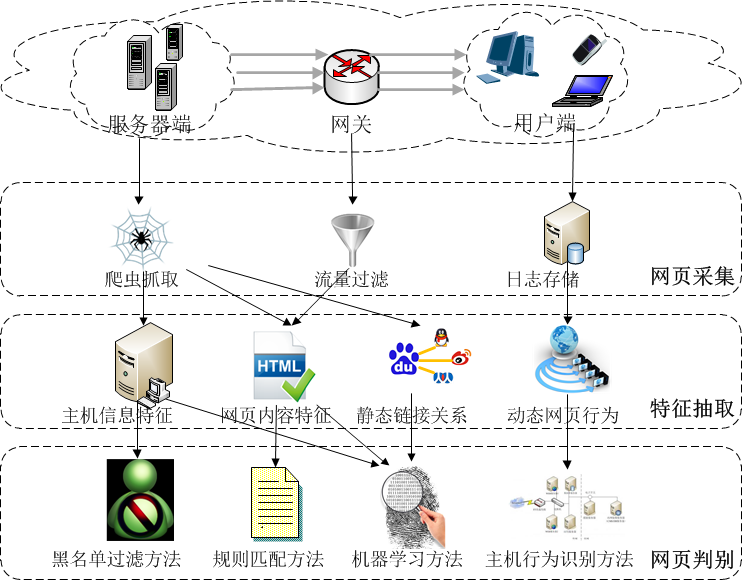 服务器端
网关
用户端
爬虫抓取
流量过滤
日志存储
网页采集
HTML
du
主机信息特征
网页内容特征
静态链接关系
动态网页行为
特征抽取
黑名单过滤方法
规则匹配方法
机器学习方法
主机行为识别方法
网页判别